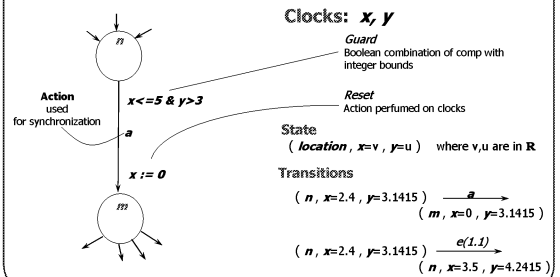 Clocks: x, y
n
Guard
Boolean combination of comp with
integer bounds
x<=5 & y>3
Reset
Action perfumed on clocks
Action
used
for synchronization
a
x := 0
m
State
( location , x=v , y=u ) where v,u are in R
Transitions
( n , x=2.4 , y=3.1415 ) a
( m , x=0 , y=3.1415 )
( n , x=2.4 , y=3.1415 ) e(1.1)
( n , x=3.5 , y=4.2415 )